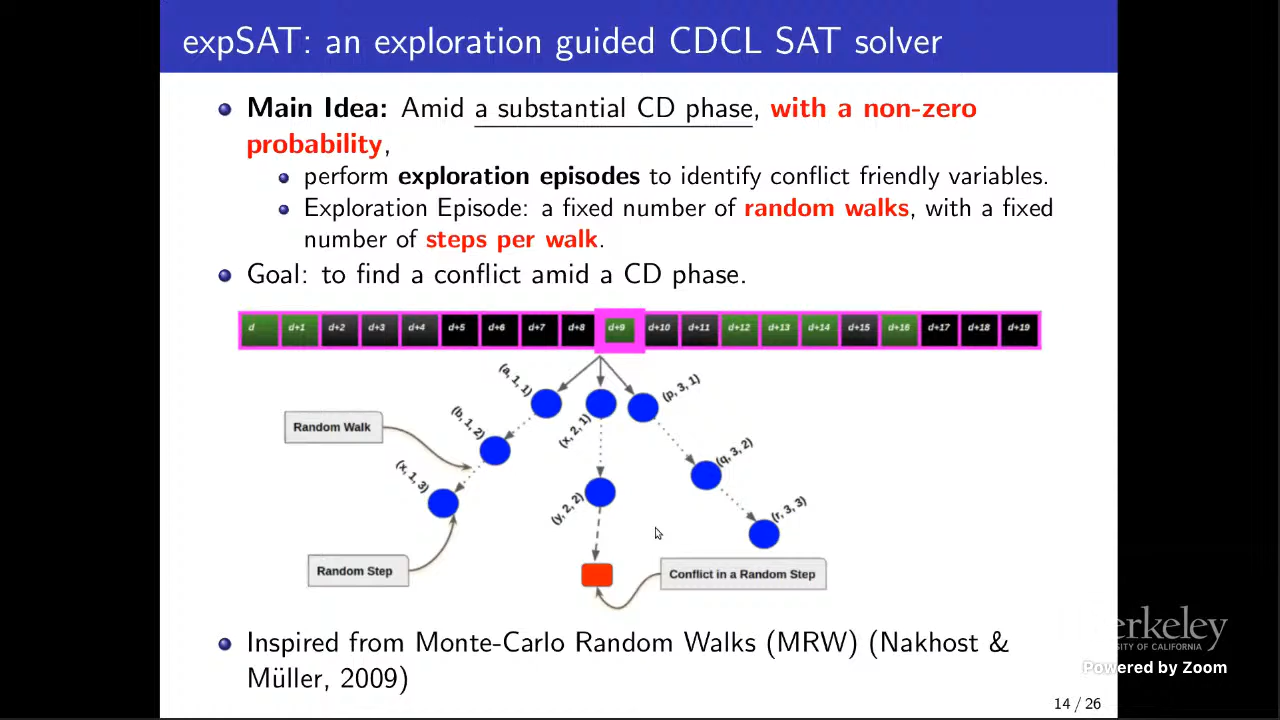 expSAT: an exploration guided CDCL SAT solver
Main Idea: Amid a substantial CD phase, with a non-zero
probability,
perform exploration episodes to identify conflict friendly variables.
Exploration Episode: a fixed number of random walks, with a fixed
number of steps per walk.
Goal: to find a conflict amid a CD phase.
d d+1 d+2 d+3 d+4 d+5 d+6 d+7 d+8 d+9 d+10 d+11 d+12 d+13 d+14 d+15 d+16 d+17 d+18 d+19
(a, 1, 1)
(p, 3, 1)
(b, 1, 2)
(x, 2, 1)
Random Walk
(q, 3, 2)
(x, 1, 3)
(y, 2, 2)
(r, 3, 3)
Random Step
Conflict in a Random Step
Inspired from Monte-Carlo Random Walks (MRW) (Nakhost &
Müller, 2009)
erkeley
SITY OF CALIFORNIA
Powered by Zoom
14 / 26